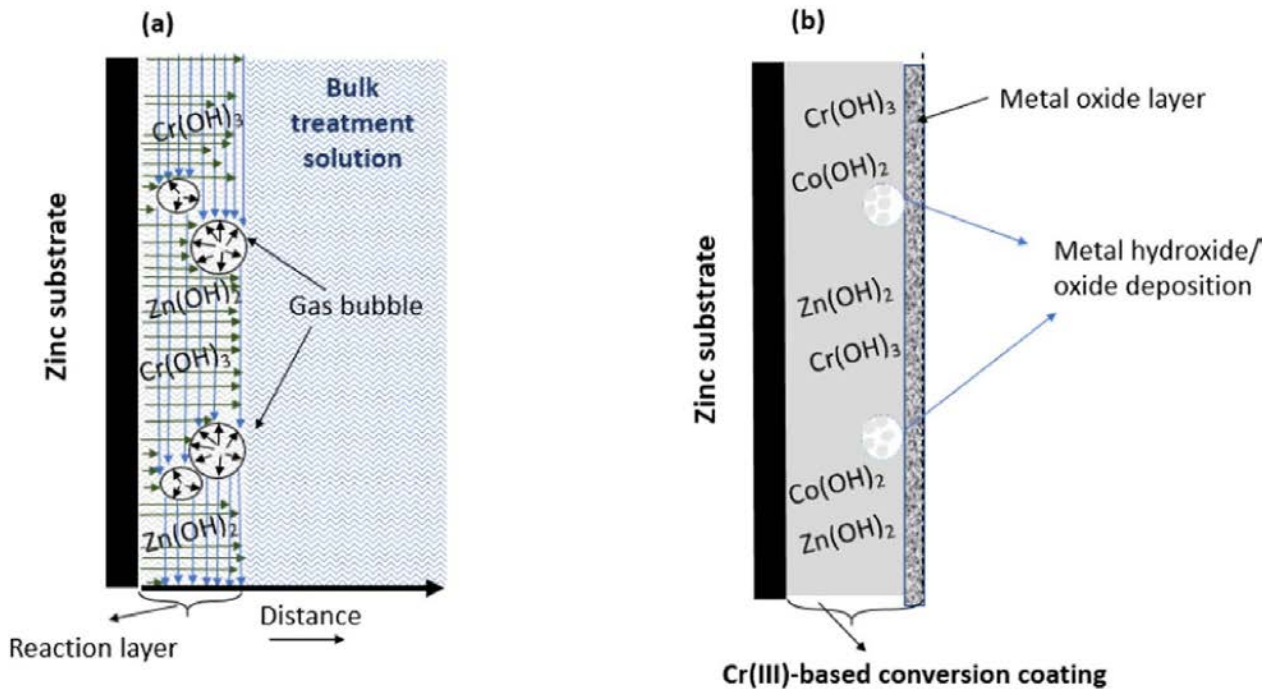 (a)
Bulk
treatment
solution
Cr(OH)₃
Zinc substrate
Zn(OH)₂
Gas bubble
Cr(OH)₃
Zn(OH)₂
Distance
Reaction layer
(b)
Metal oxide layer
Cr(OH)₃
Co(OH)₂
Zinc substrate
Metal hydroxide/
oxide deposition
Zn(OH)₂
Cr(OH)₃
Co(OH)₂
Zn(OH)₂
Cr(III)-based conversion coating